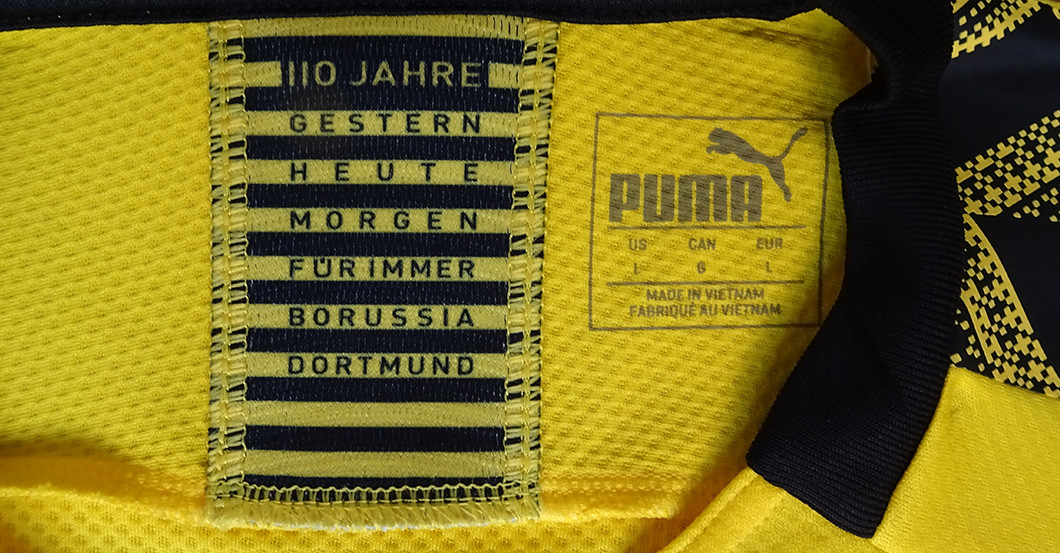 110 JAHRE
GESTERN
HEUTE
MORGEN
FÜR IMMER
BORUSSIA
DORTMUND
PUMA
US CAN EUR
L G L
MADE IN VIETNAM
FABRIQUÉ AU VIETNAM